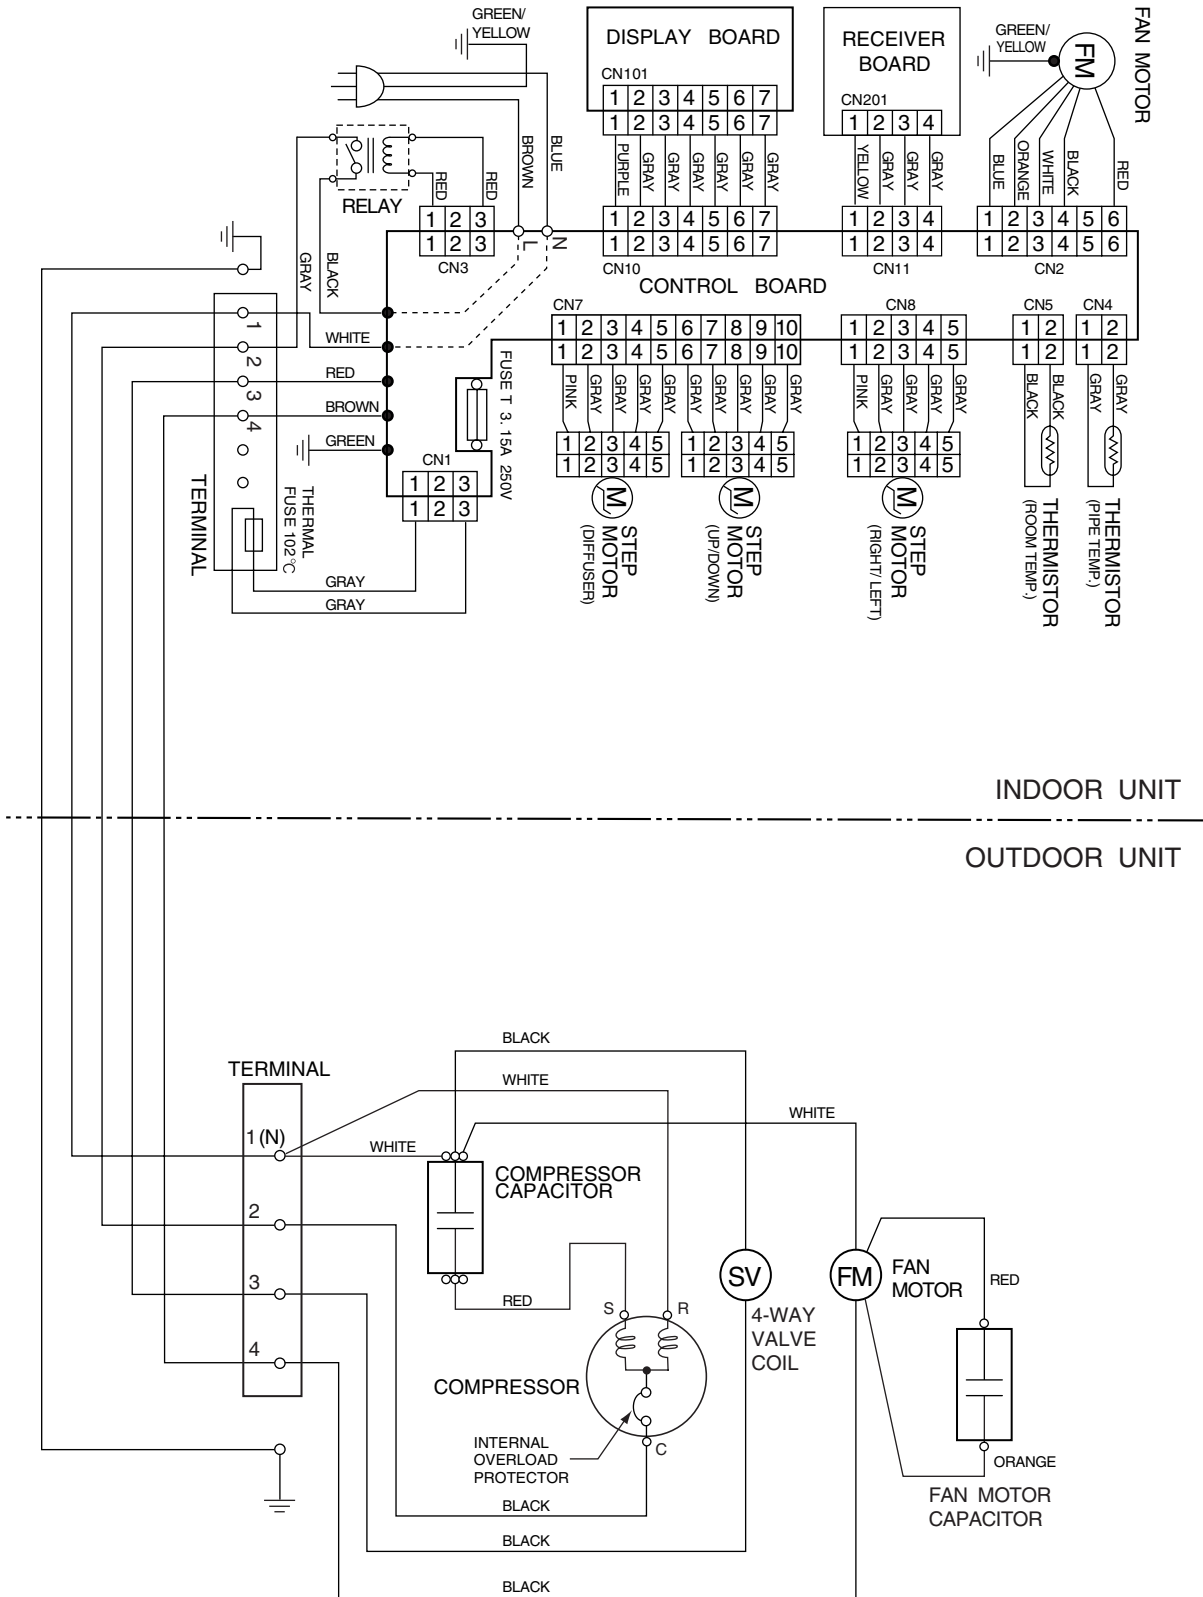 GREEN/
YELLOW
DISPLAY BOARD
CN101
1 2 3 4 5 6 7
1 2 3 4 5 6 7
PURPLE
GRAY
GRAY
GRAY
GRAY
GRAY
GRAY
1 2 3 4 5 6 7
1 2 3 4 5 6 7
CN10
RECEIVER
BOARD
CN201
1 2 3 4
YELLOW
GRAY
GRAY
GRAY
1 2 3 4
1 2 3 4
CN11
GREEN/
YELLOW
FM
FAN MOTOR
BLUE
ORANGE
WHITE
BLACK
RED
1 2 3 4 5 6
1 2 3 4 5 6
CN2
BROWN
BLUE
RELAY
RED
RED
1 2 3
1 2 3
CN3
L
N
CONTROL BOARD
GRAY
BLACK
WHITE
RED
BROWN
GREEN
1
2
3
4
TERMINAL
THERMAL
FUSE 102°C
GRAY
GRAY
CN1
1 2 3
1 2 3
FUSE T 3.15A 250V
CN7
1 2 3 4 5 6 7 8 9 10
1 2 3 4 5 6 7 8 9 10
PINK
GRAY
GRAY
GRAY
GRAY
GRAY
GRAY
GRAY
GRAY
GRAY
1 2 3 4 5
1 2 3 4 5
M
STEP
MOTOR
(DIFFUSER)
1 2 3 4 5
1 2 3 4 5
M
STEP
MOTOR
(UP/DOWN)
CN8
1 2 3 4 5
1 2 3 4 5
PINK
GRAY
GRAY
GRAY
GRAY
1 2 3 4 5
1 2 3 4 5
M
STEP
MOTOR
(RIGHT/ LEFT)
CN5
1 2
1 2
BLACK
BLACK
THERMISTOR
(ROOM TEMP.)
CN4
1 2
1 2
GRAY
GRAY
THERMISTOR
(PIPE TEMP.)
INDOOR UNIT
OUTDOOR UNIT
BLACK
TERMINAL
WHITE
WHITE
1 (N)
WHITE
COMPRESSOR
CAPACITOR
2
3
4
RED
S
R
SV
4-WAY
VALVE
COIL
FM
FAN
MOTOR
RED
COMPRESSOR
INTERNAL
OVERLOAD
PROTECTOR
C
ORANGE
FAN MOTOR
CAPACITOR
BLACK
BLACK
BLACK